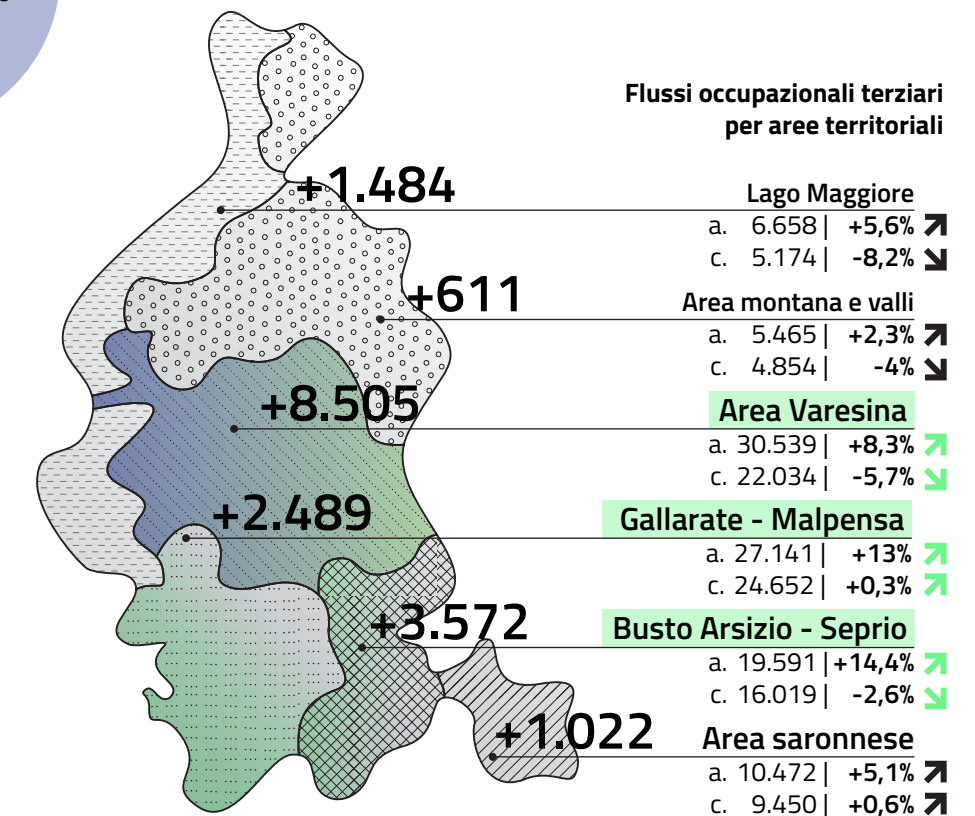 Flussi occupazionali terziari
per aree territoriali
+1.484
Lago Maggiore
a. 6.658 | +5,6%
c. 5.174 | -8,2%
+611
Area montana e valli
a. 5.465 | +2,3%
c. 4.854 | -4%
+8.505
Area Varesina
a. 30.539 | +8,3%
c. 22.034 | -5,7%
+2.489
Gallarate - Malpensa
a. 27.141 | +13%
c. 24.652 | +0,3%
+3.572
Busto Arsizio - Seprio
a. 19.591 | +14,4%
c. 16.019 | -2,6%
+1.022
Area saronnese
a. 10.472 | +5,1%
c. 9.450 | +0,6%